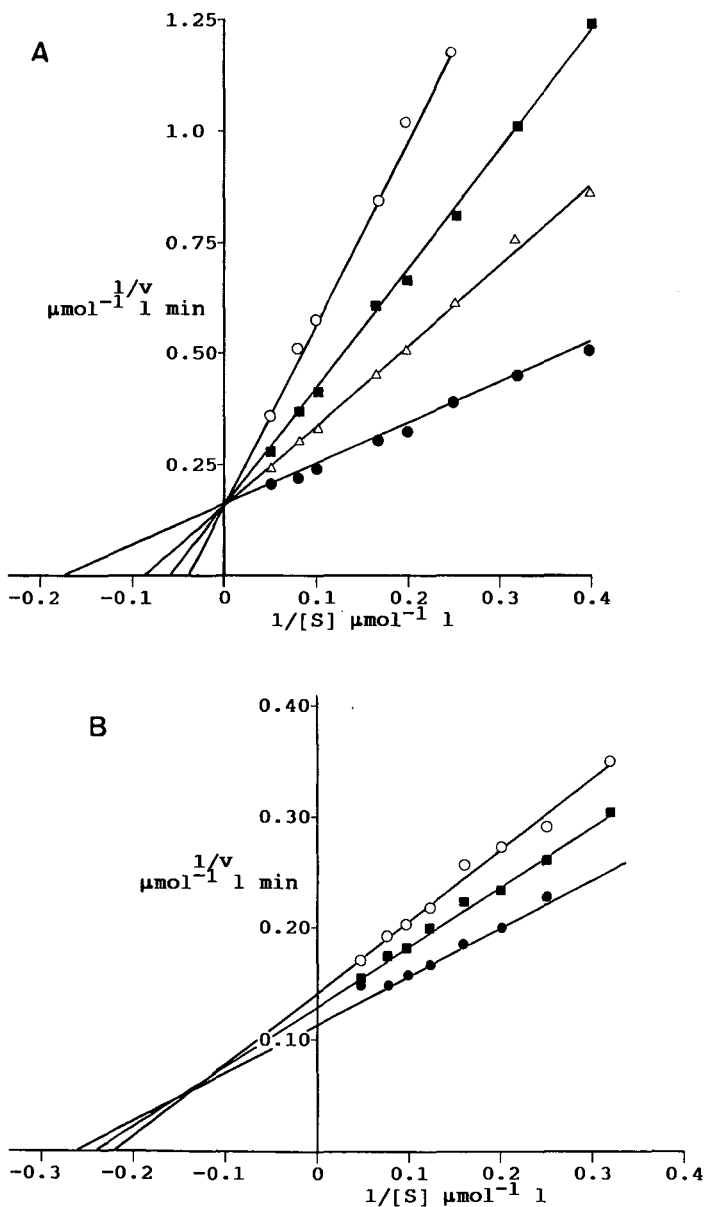 A
1.25
1.0
0.75
1/v
μmol⁻¹ l min
0.50
0.25
-0.2 -0.1 0 0.1 0.2 0.3 0.4
1/[S] μmol⁻¹ l
B
0.40
0.30
1/v
μmol⁻¹ l min
0.20
0.10
-0.3 -0.2 -0.1 0 0.1 0.2 0.3 0.4
1/[S] μmol⁻¹ l